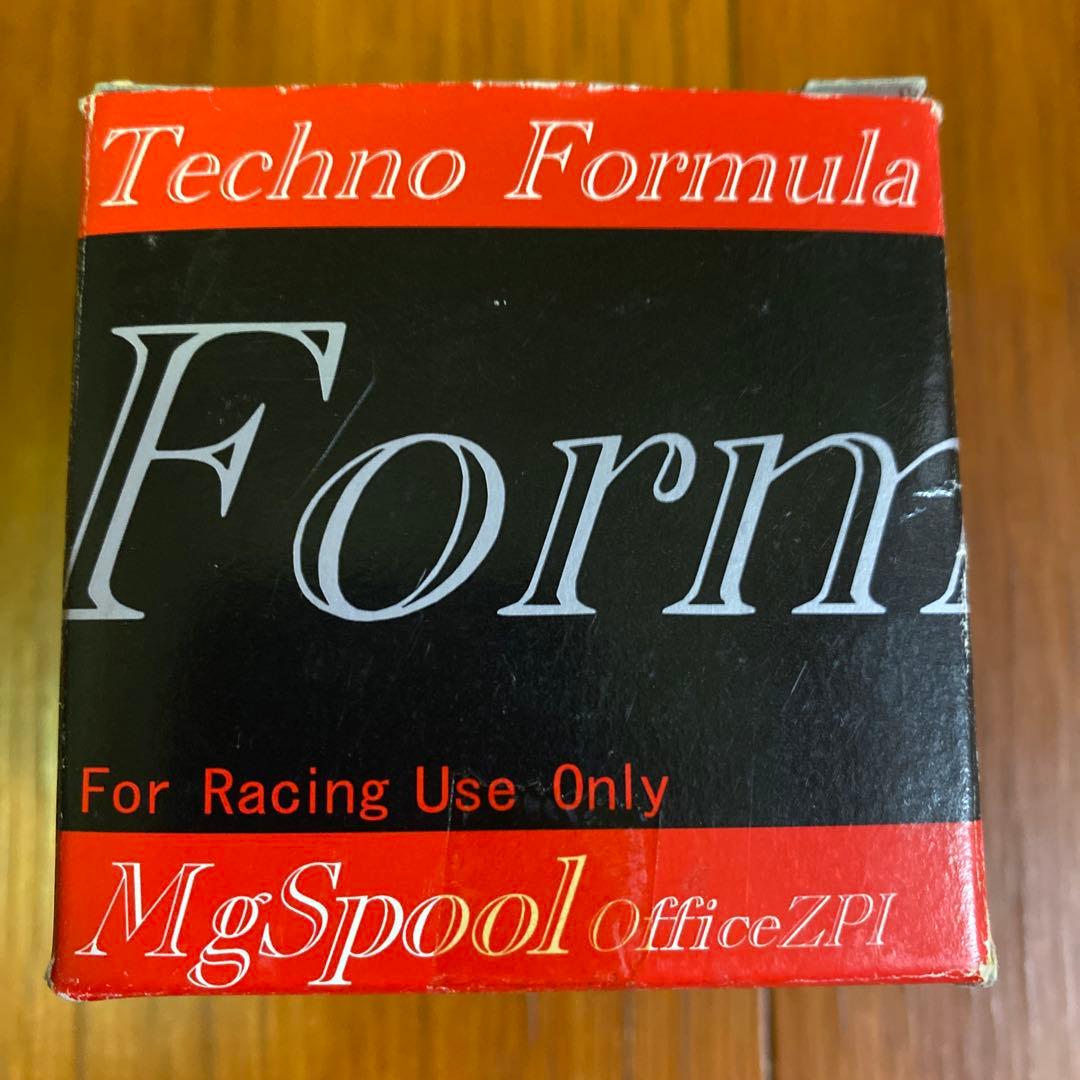 Techno Formula
Form
For Racing Use Only
MgSpool officeZPI